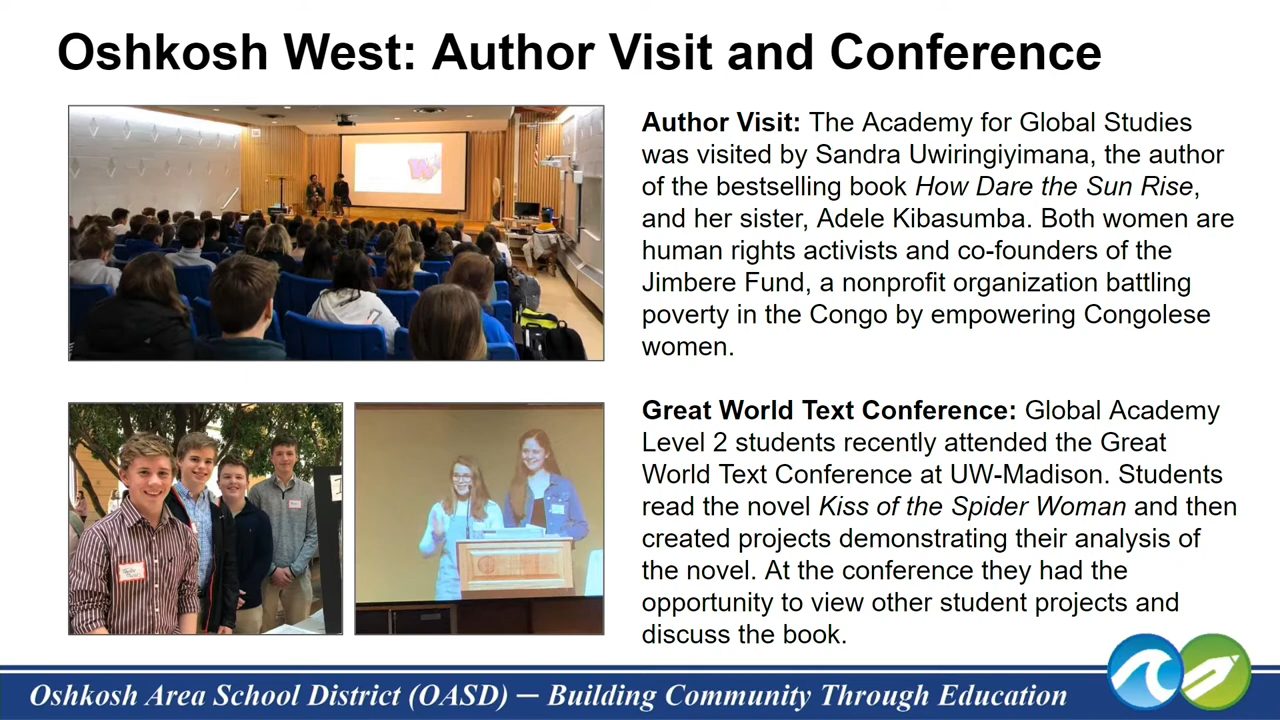 Oshkosh West: Author Visit and Conference
Author Visit: The Academy for Global Studies
was visited by Sandra Uwiringiyimana, the author
of the bestselling book How Dare the Sun Rise,
and her sister, Adele Kibasumba. Both women are
human rights activists and co-founders of the
Jimbere Fund, a nonprofit organization battling
poverty in the Congo by empowering Congolese
women.
Great World Text Conference: Global Academy
Level 2 students recently attended the Great
World Text Conference at UW-Madison. Students
read the novel Kiss of the Spider Woman and then
created projects demonstrating their analysis of
the novel. At the conference they had the
opportunity to view other student projects and
discuss the book.
Oshkosh Area School District (OASD) — Building Community Through Education